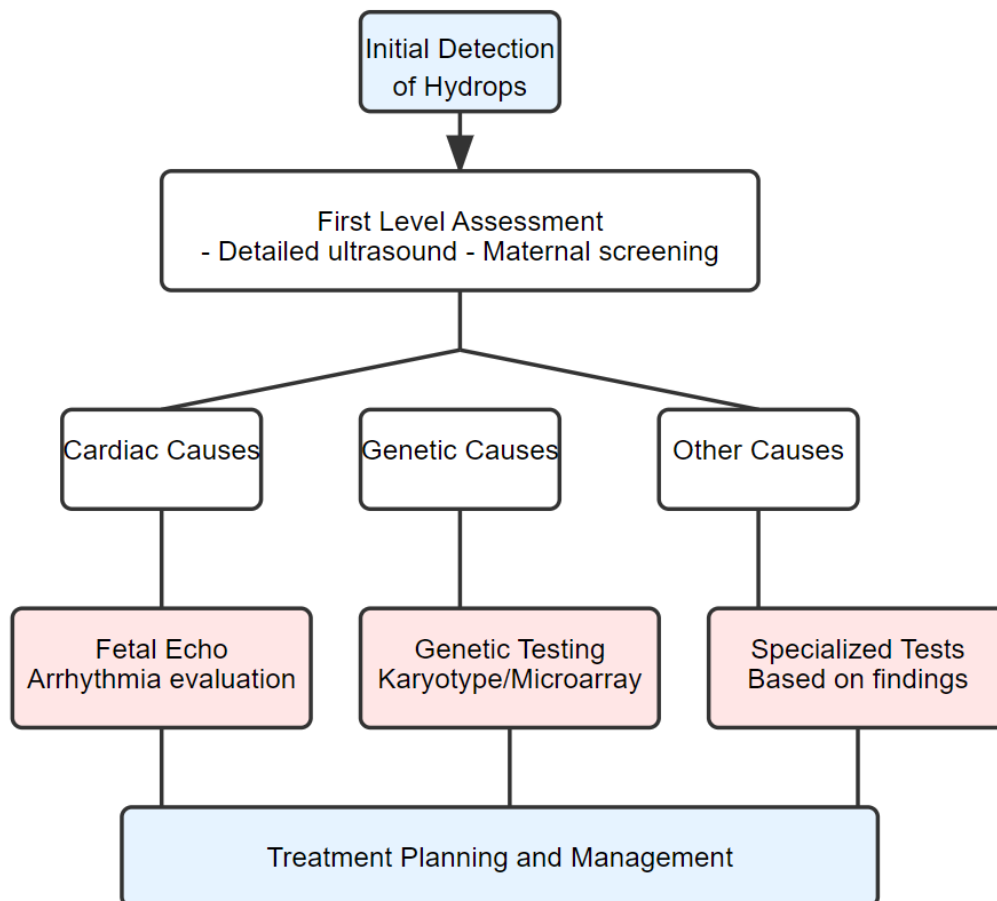 Initial Detection
of Hydrops
First Level Assessment
- Detailed ultrasound - Maternal screening
Cardiac Causes
Genetic Causes
Other Causes
Fetal Echo
Arrhythmia evaluation
Genetic Testing
Karyotype/Microarray
Specialized Tests
Based on findings
Treatment Planning and Management